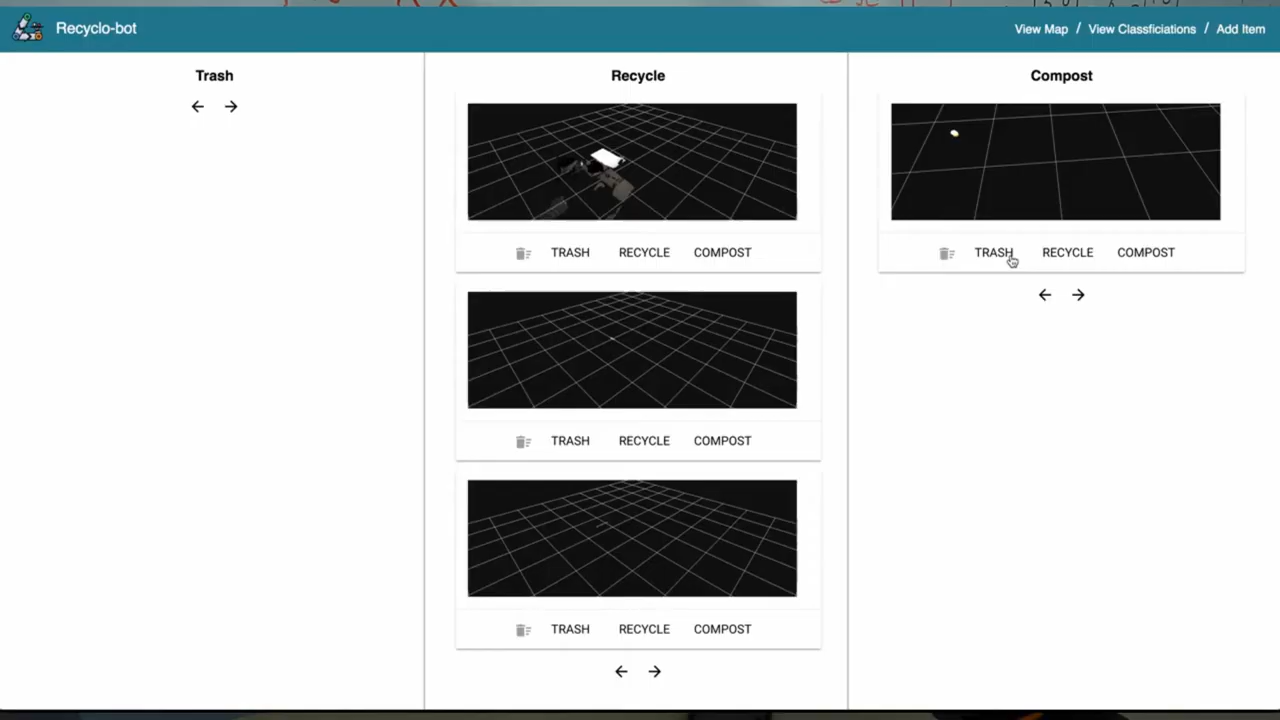 Recyclo-bot
View Map / View Classficiations / Add Item
Trash
Recycle
Compost
TRASH RECYCLE COMPOST
TRASH RECYCLE COMPOST
TRASH RECYCLE COMPOST
TRASH RECYCLE COMPOST